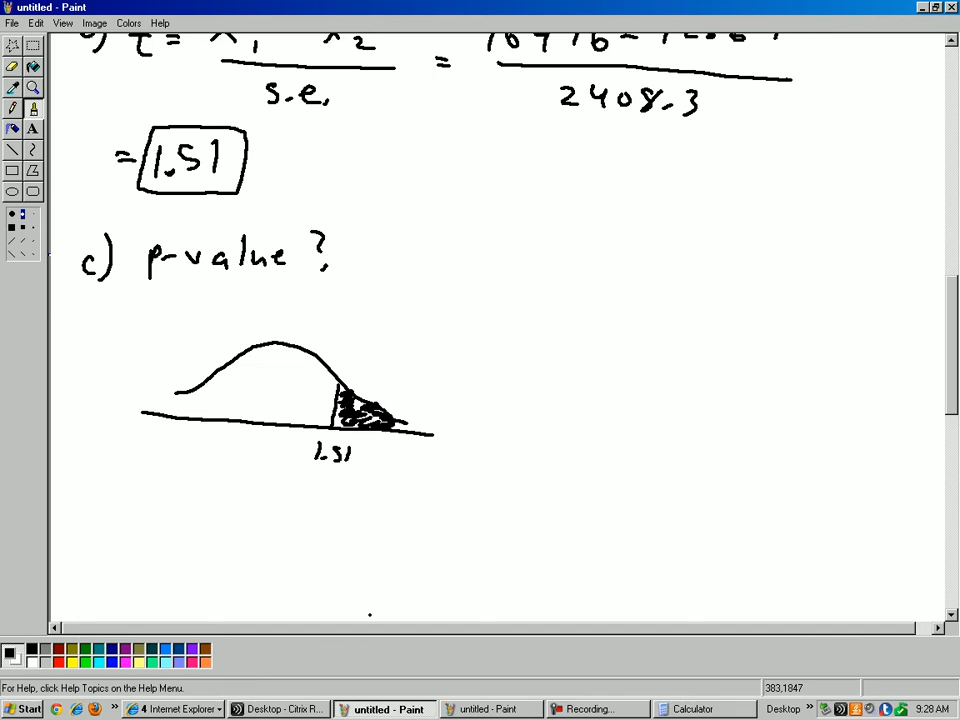 untitled - Paint
File Edit View Image Colors Help
s.e.
=
2408.3
= 1.51
c) p-value ?
1.51
For Help, click Help Topics on the Help Menu.
383,1847
Start
4 Internet Explorer
Desktop - Citrix R...
untitled - Paint
untitled - Paint
Recording...
Calculator
Desktop
9:28 AM